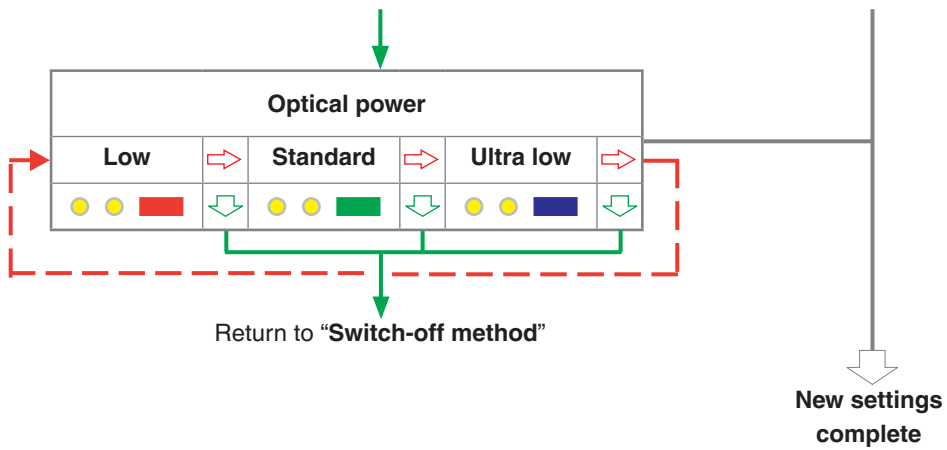 Optical power
Low
Standard
Ultra low
Return to “Switch-off method”
New settings
complete